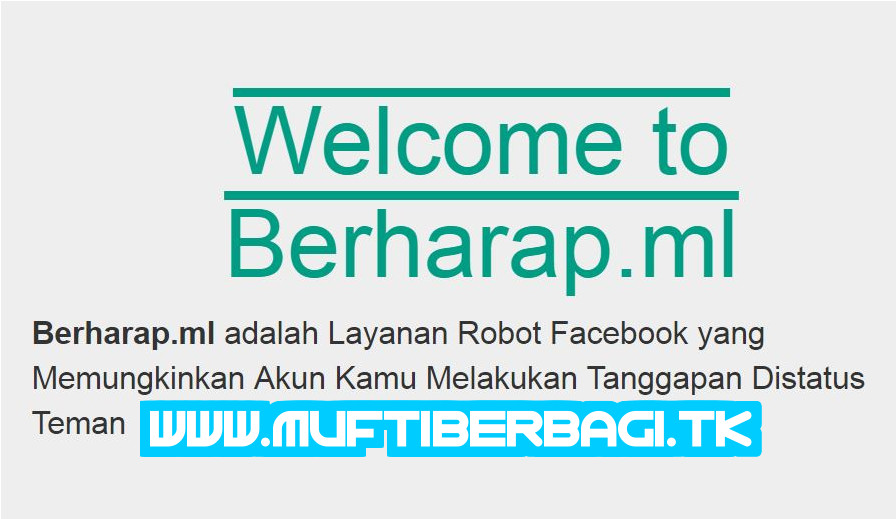 Welcome to
Berharap.ml
Berharap.ml adalah Layanan Robot Facebook yang
Memungkinkan Akun Kamu Melakukan Tanggapan Distatus
Teman WWW.MUFTIBERBAGI.TK